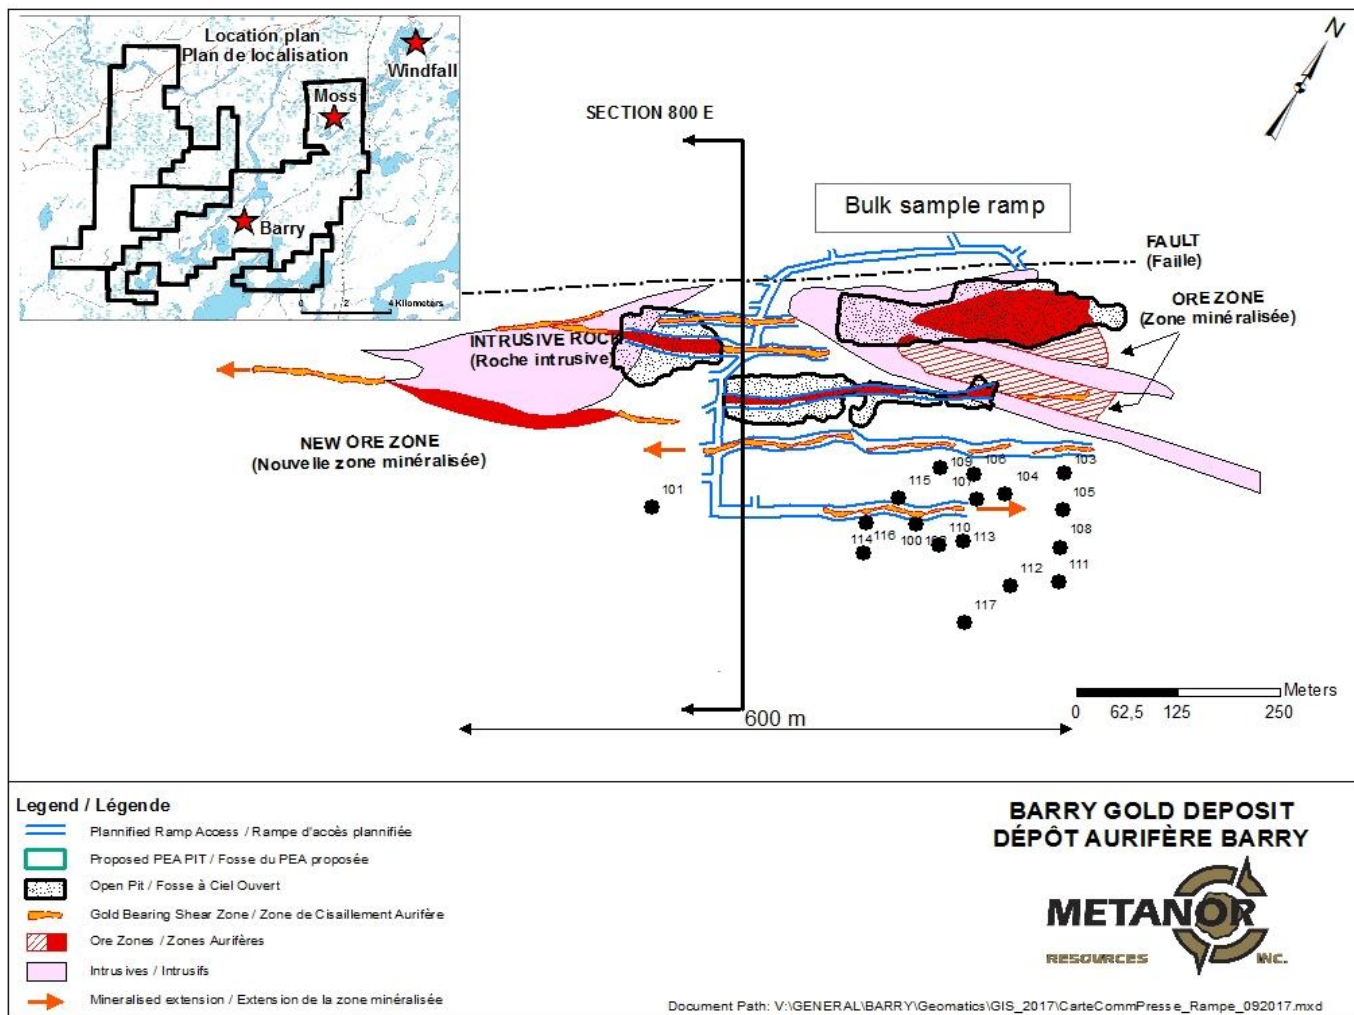 Location plan
Plan de localisation
Windfall
Moss
Barry
0 2 4 Kilometers
N
SECTION 800 E
Bulk sample ramp
FAULT
(Faille)
ORE ZONE
(Zone minéralisée)
INTRUSIVE ROCK
(Roche intrusive)
NEW ORE ZONE
(Nouvelle zone minéralisée)
109
106
103
115
107
104
101
105
110
108
114
116
100
113
111
112
117
600 m
Meters
0 62,5 125 250
Legend / Légende
Plannified Ramp Access / Rampe d'accès plannifiée
Proposed PEA PIT / Fosse du PEA proposée
Open Pit / Fosse à Ciel Ouvert
Gold Bearing Shear Zone / Zone de Cisaillement Aurifère
Ore Zones / Zones Aurifères
Intrusives / Intrusifs
Mineralised extension / Extension de la zone minéralisée
BARRY GOLD DEPOSIT
DÉPÔT AURIFÈRE BARRY
METANOR
RESOURCES INC.
Document Path: V:\GENERAL\BARRY\Geomatics\GIS_2017\CarteCommPresse_Rampe_092017.mxd